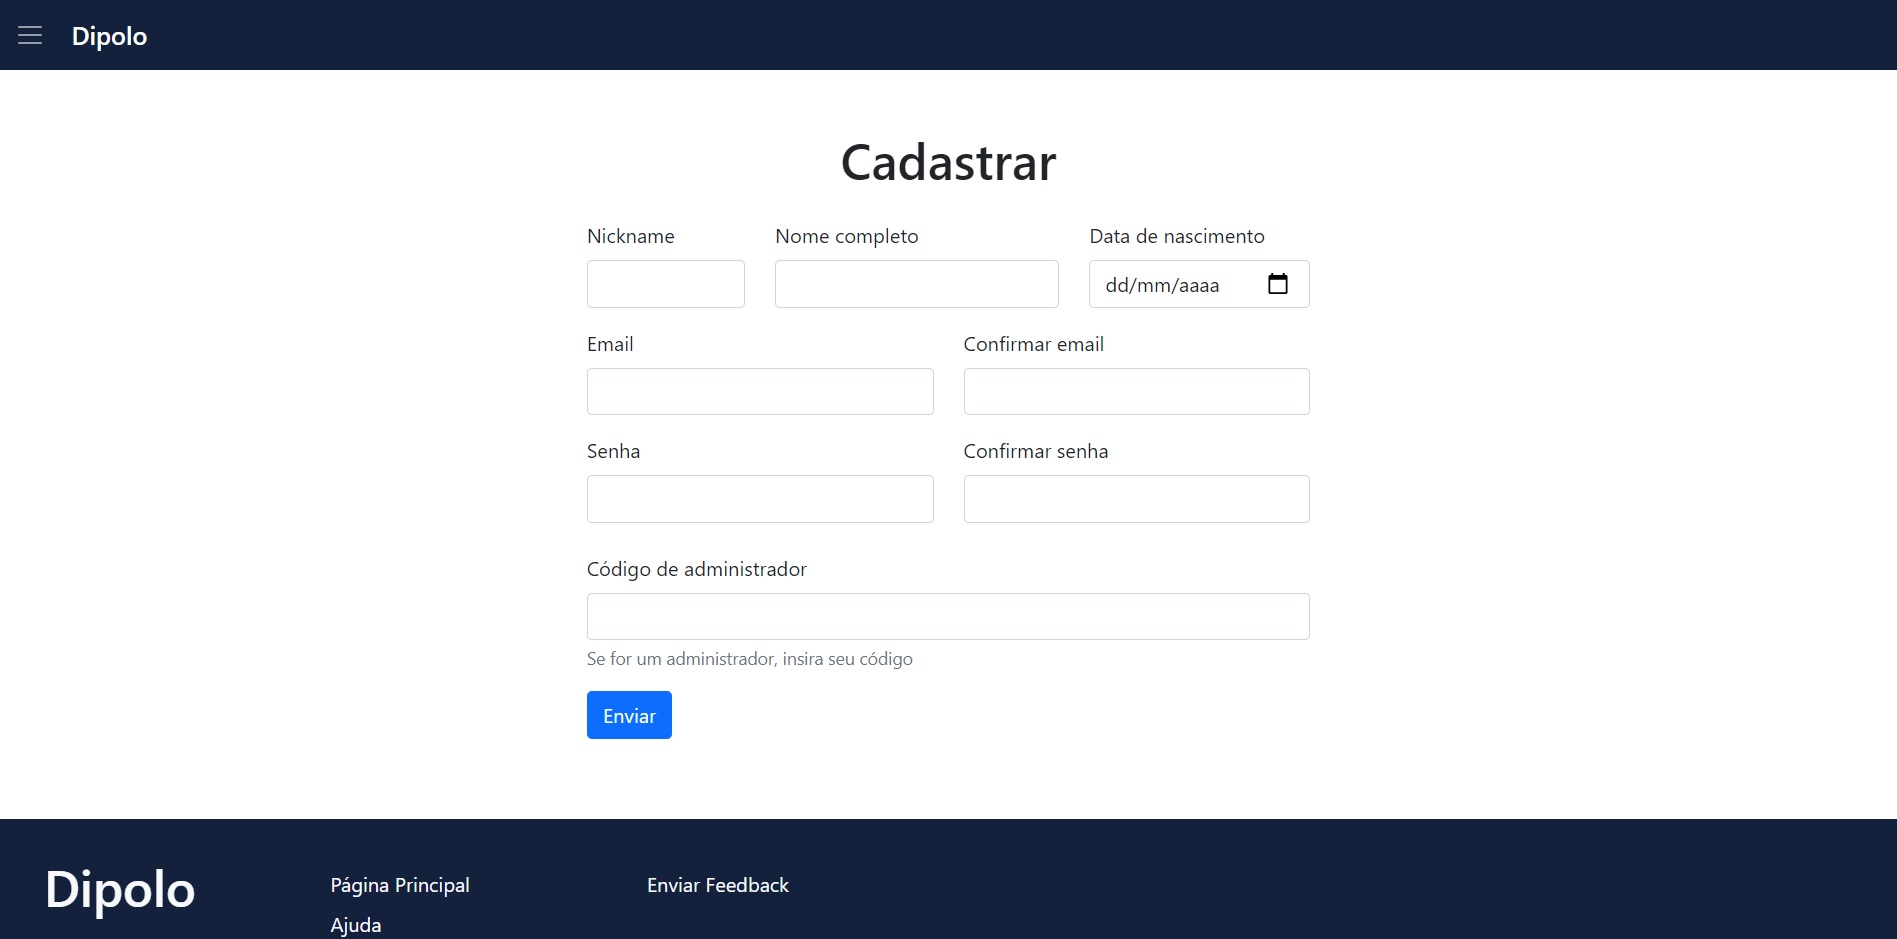 Dipolo
Cadastrar
Nickname Nome completo Data de nascimento
dd/mm/aaaa
Email Confirmar email
Senha Confirmar senha
Código de administrador
Se for um administrador, insira seu código
Enviar
Dipolo Página Principal Enviar Feedback
Ajuda